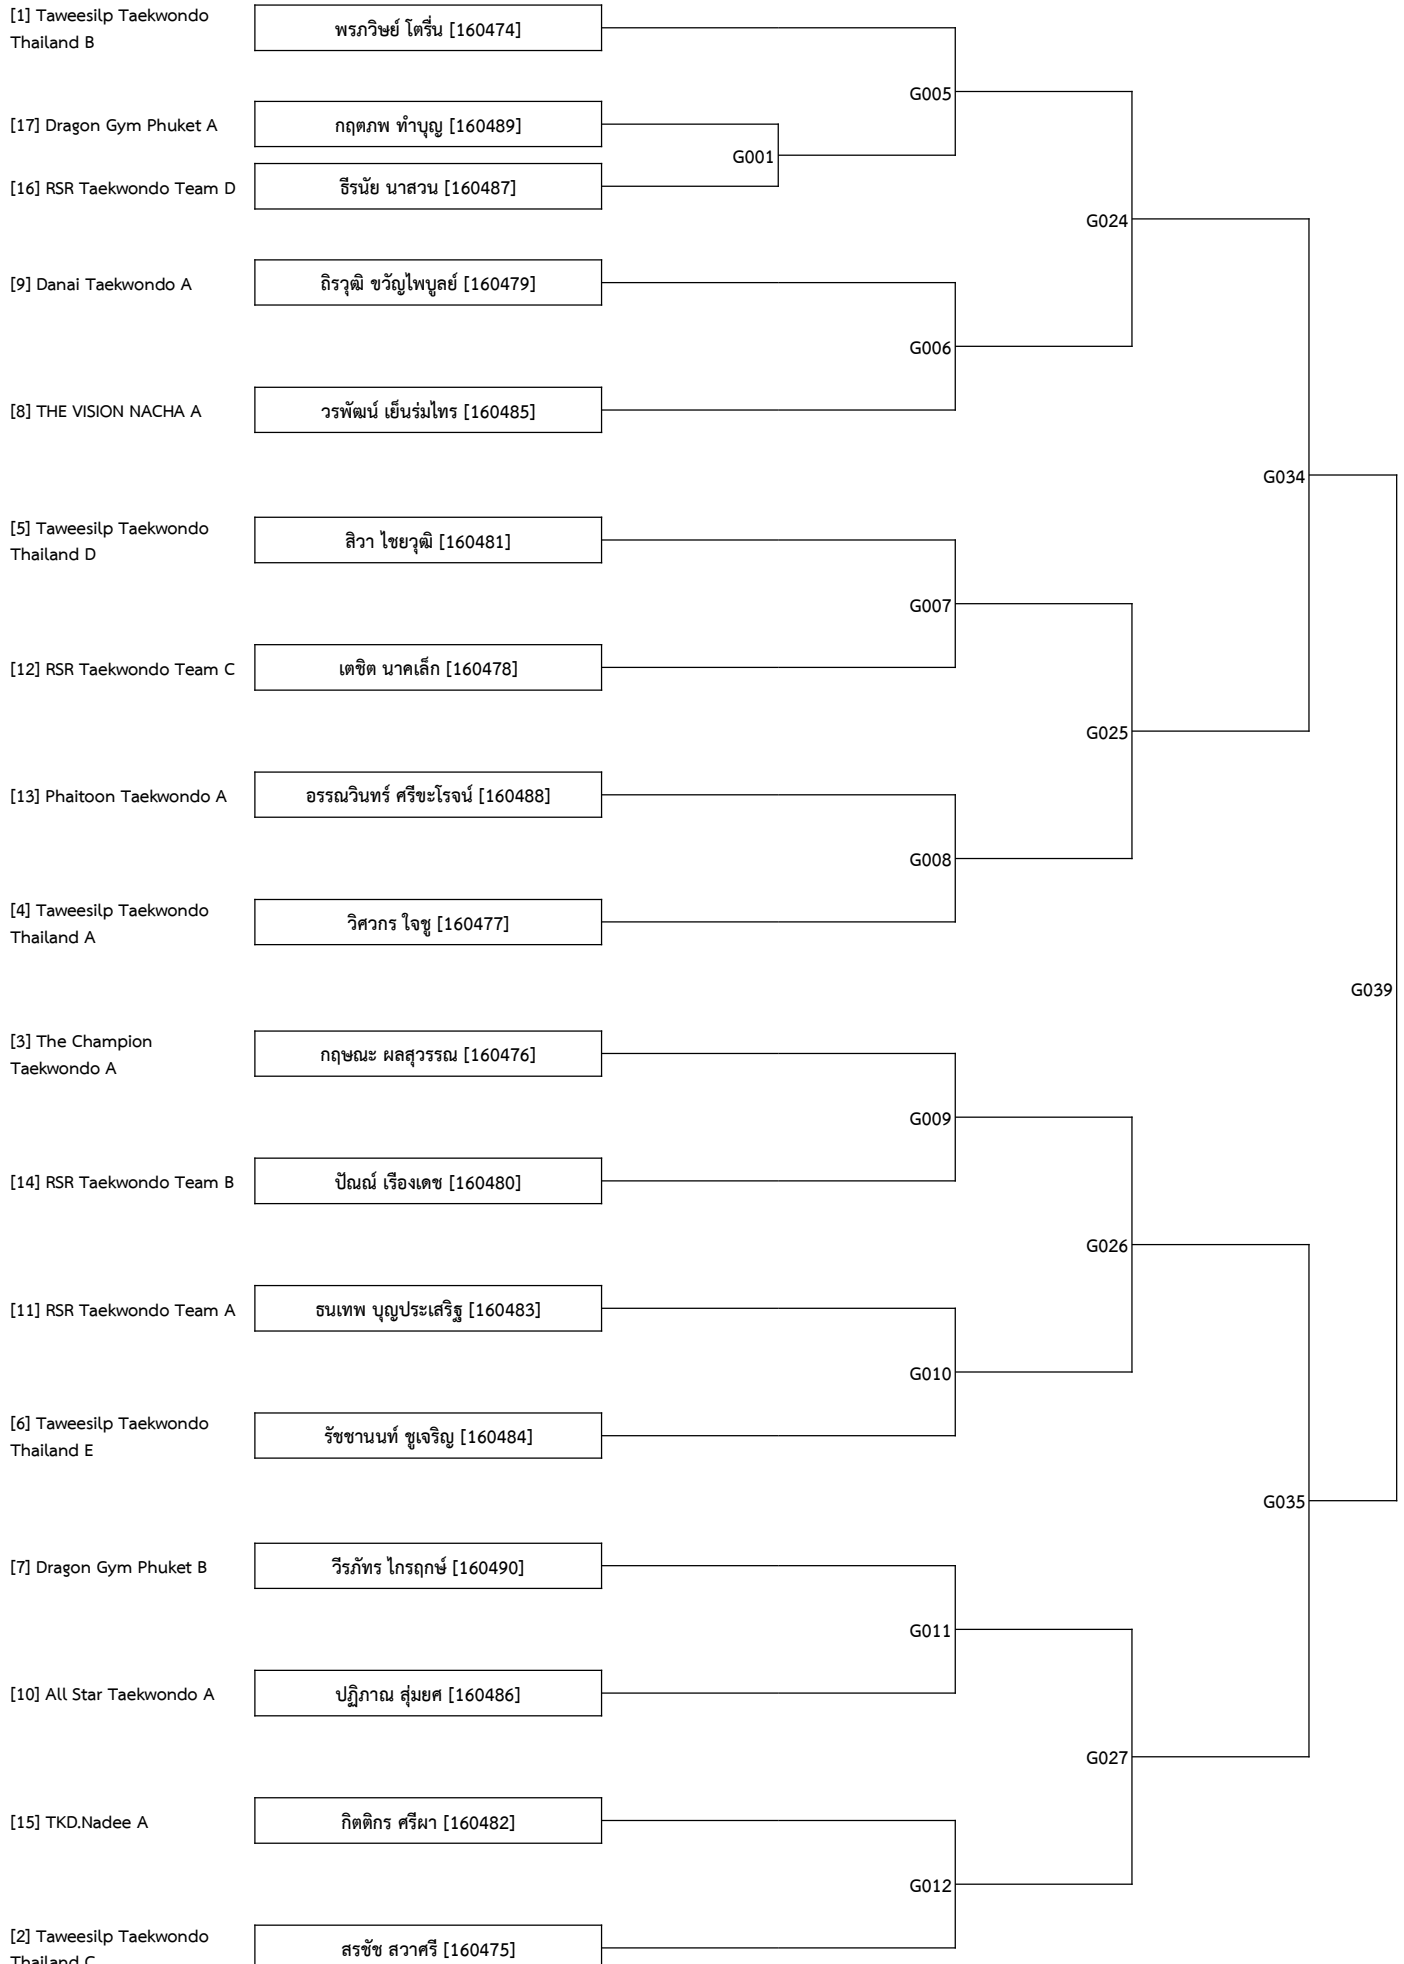 [1] Taweesilp Taekwondo
Thailand B
พรภวิษย์ โตรื่น [160474]
G005
[17] Dragon Gym Phuket A
กฤตภพ ทำบุญ [160489]
G001
[16] RSR Taekwondo Team D
ธีรนัย นาสวน [160487]
G024
[9] Danai Taekwondo A
ถิรวุฒิ ขวัญไพบูลย์ [160479]
G006
[8] THE VISION NACHA A
วรพัฒน์ เย็นร่มไทร [160485]
G034
[5] Taweesilp Taekwondo
Thailand D
สิวา ไชยวุฒิ [160481]
G007
[12] RSR Taekwondo Team C
เตชิต นาคเล็ก [160478]
G025
[13] Phaitoon Taekwondo A
อรรณวินทร์ ศรีขะโรจน์ [160488]
G008
[4] Taweesilp Taekwondo
Thailand A
วิศวกร ใจชู [160477]
G039
[3] The Champion
Taekwondo A
กฤษณะ ผลสุวรรณ [160476]
G009
[14] RSR Taekwondo Team B
ปัณณ์ เรืองเดช [160480]
G026
[11] RSR Taekwondo Team A
ธนเทพ บุญประเสริฐ [160483]
G010
[6] Taweesilp Taekwondo
Thailand E
รัชชานนท์ ชูเจริญ [160484]
G035
[7] Dragon Gym Phuket B
วีรภัทร ไกรฤกษ์ [160490]
G011
[10] All Star Taekwondo A
ปฏิภาณ สุ่มยศ [160486]
G027
[15] TKD.Nadee A
กิตติกร ศรีผา [160482]
G012
[2] Taweesilp Taekwondo
Thailand C
สรชัช สวาศรี [160475]